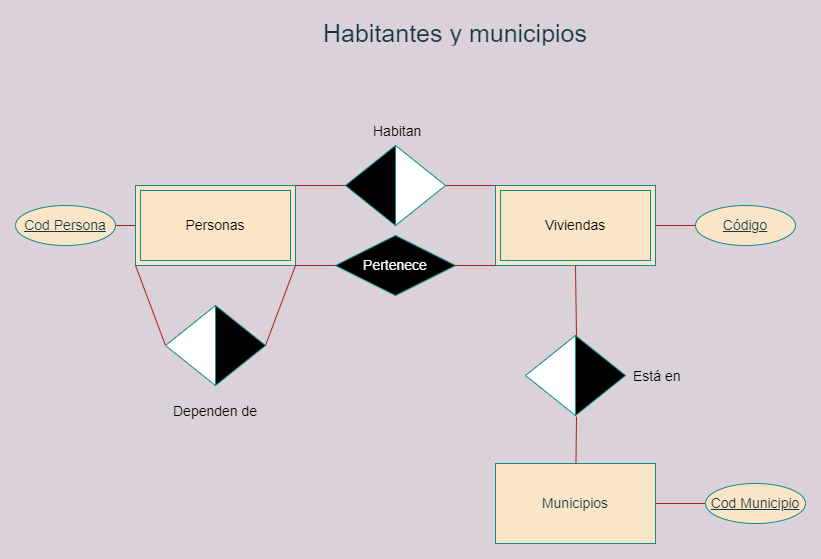 Habitantes y municipios
Habitan
Cod Persona
Personas
Viviendas
Código
Pertenece
Está en
Dependen de
Municipios
Cod Municipio